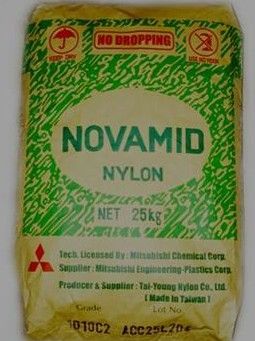 NO DROPPING
KEEP DRY
USE NO HOOK
NOVAMID
NYLON
NET 25kg
Tech. Licensed By : Mitsubishi Chemical Corp.
Supplier : Mitsubishi Engineering-Plastics Corp.
Producer & Supplier : Tai-Young Nylon Co., Ltd.
( Made in Taiwan )
Grade Lot No
1010C2